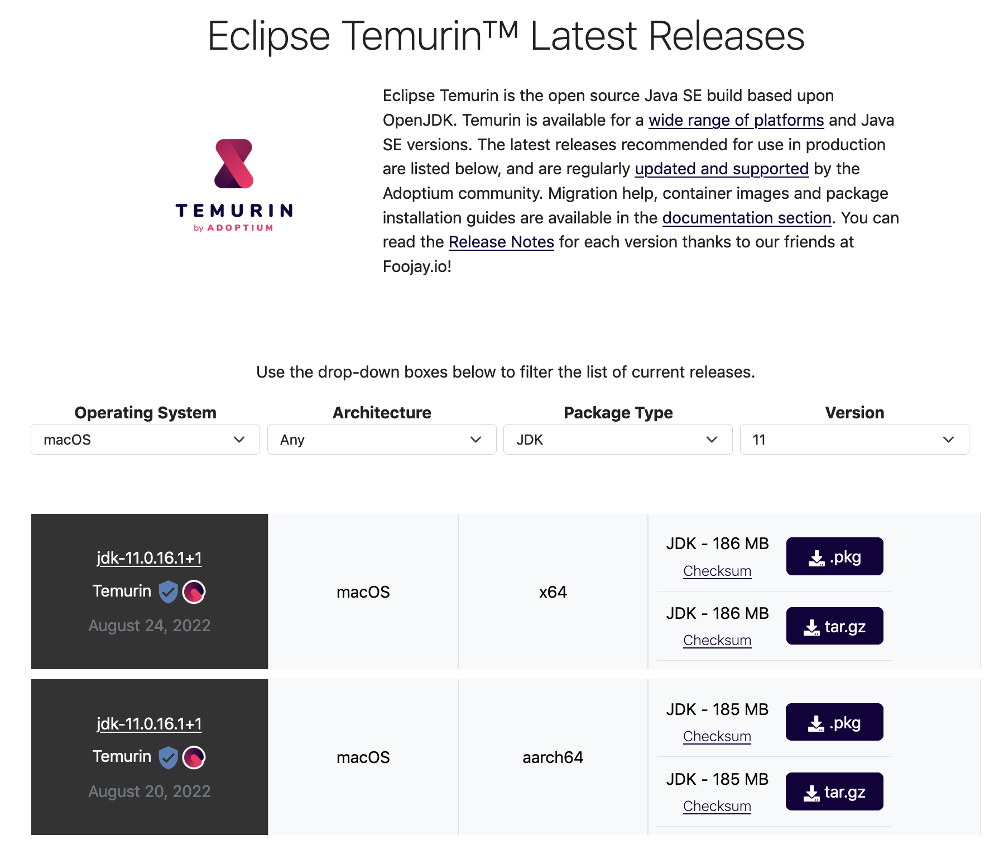 Eclipse Temurin™ Latest Releases
Eclipse Temurin is the open source Java SE build based upon
OpenJDK. Temurin is available for a wide range of platforms and Java
SE versions. The latest releases recommended for use in production
are listed below, and are regularly updated and supported by the
Adoptium community. Migration help, container images and package
installation guides are available in the documentation section. You can
read the Release Notes for each version thanks to our friends at
Foojay.io!
TEMURIN
by ADOPTIUM
Use the drop-down boxes below to filter the list of current releases.
Operating System Architecture Package Type Version
macOS Any JDK 11
jdk-11.0.16.1+1
Temurin
August 24, 2022
macOS
x64
JDK - 186 MB .pkg
Checksum
JDK - 186 MB tar.gz
Checksum
jdk-11.0.16.1+1
Temurin
August 20, 2022
macOS
aarch64
JDK - 185 MB .pkg
Checksum
JDK - 185 MB tar.gz
Checksum